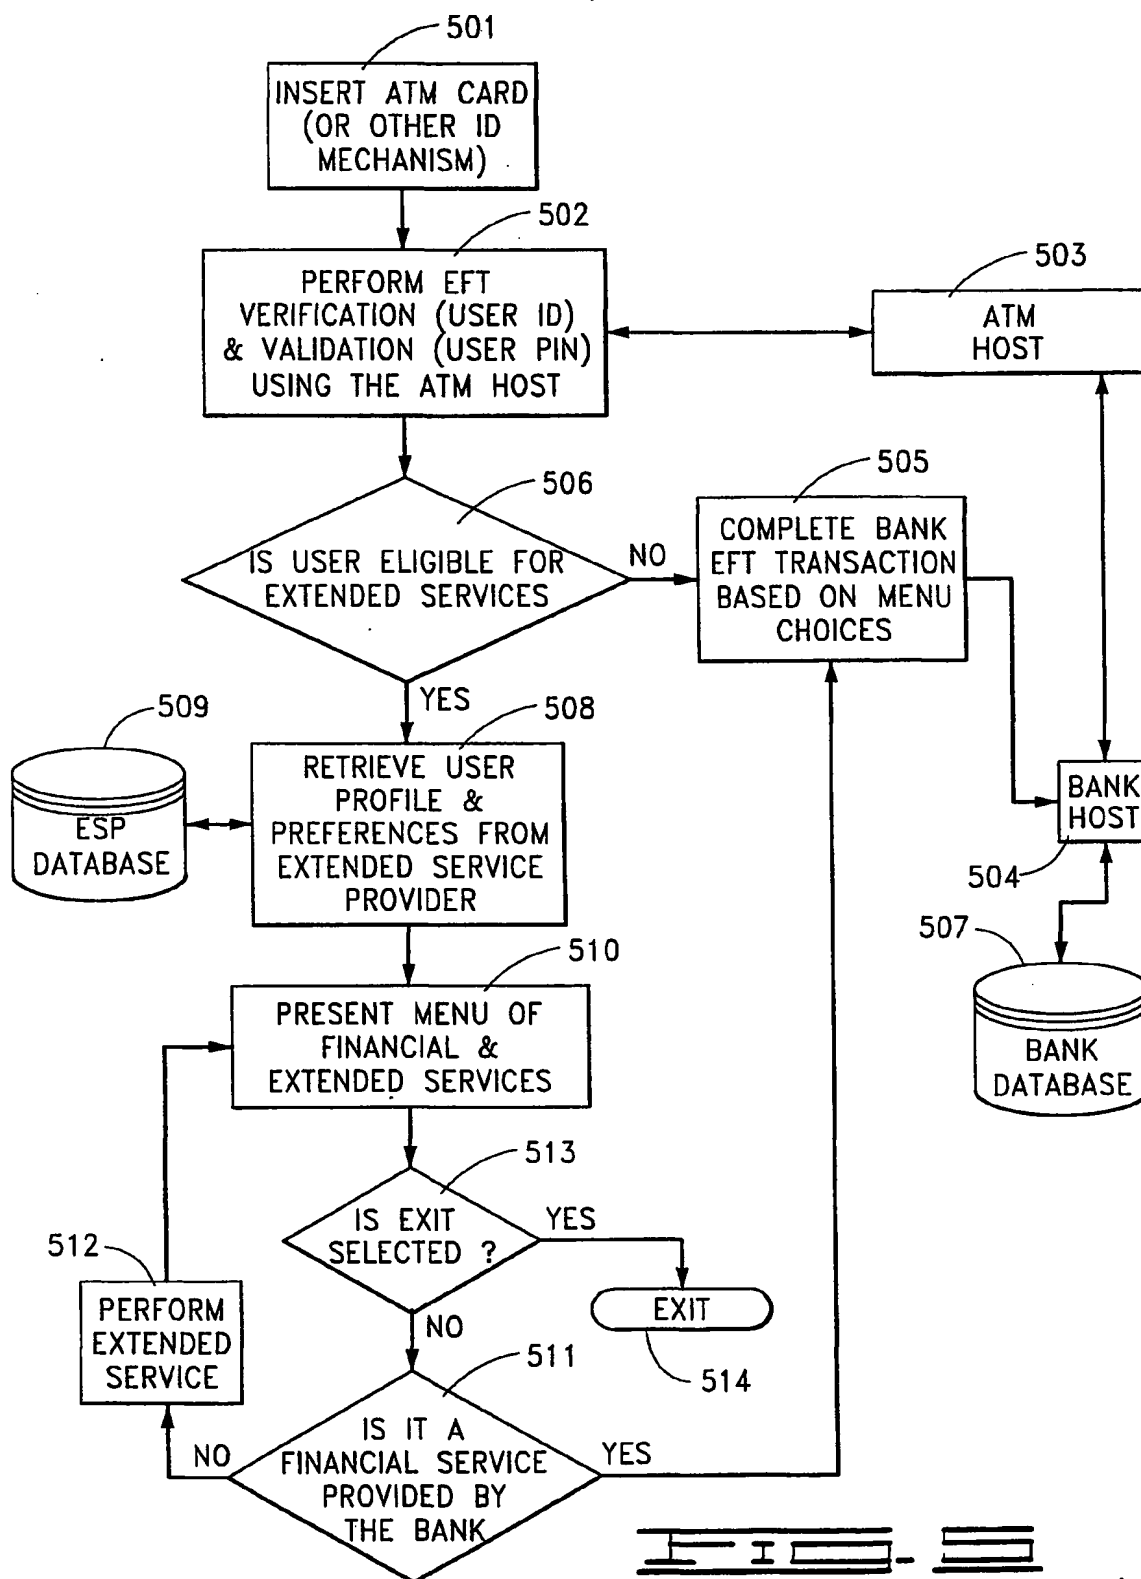 501
INSERT ATM CARD
(OR OTHER ID
MECHANISM)
502
PERFORM EFT
VERIFICATION (USER ID)
& VALIDATION (USER PIN)
USING THE ATM HOST
503
ATM
HOST
506
IS USER ELIGIBLE FOR
EXTENDED SERVICES
NO
505
COMPLETE BANK
EFT TRANSACTION
BASED ON MENU
CHOICES
YES
509
ESP
DATABASE
508
RETRIEVE USER
PROFILE &
PREFERENCES FROM
EXTENDED SERVICE
PROVIDER
BANK
HOST
504
507
BANK
DATABASE
510
PRESENT MENU OF
FINANCIAL &
EXTENDED SERVICES
513
IS EXIT
SELECTED ?
YES
EXIT
514
NO
512
PERFORM
EXTENDED
SERVICE
511
IS IT A
FINANCIAL SERVICE
PROVIDED BY
THE BANK
NO
YES